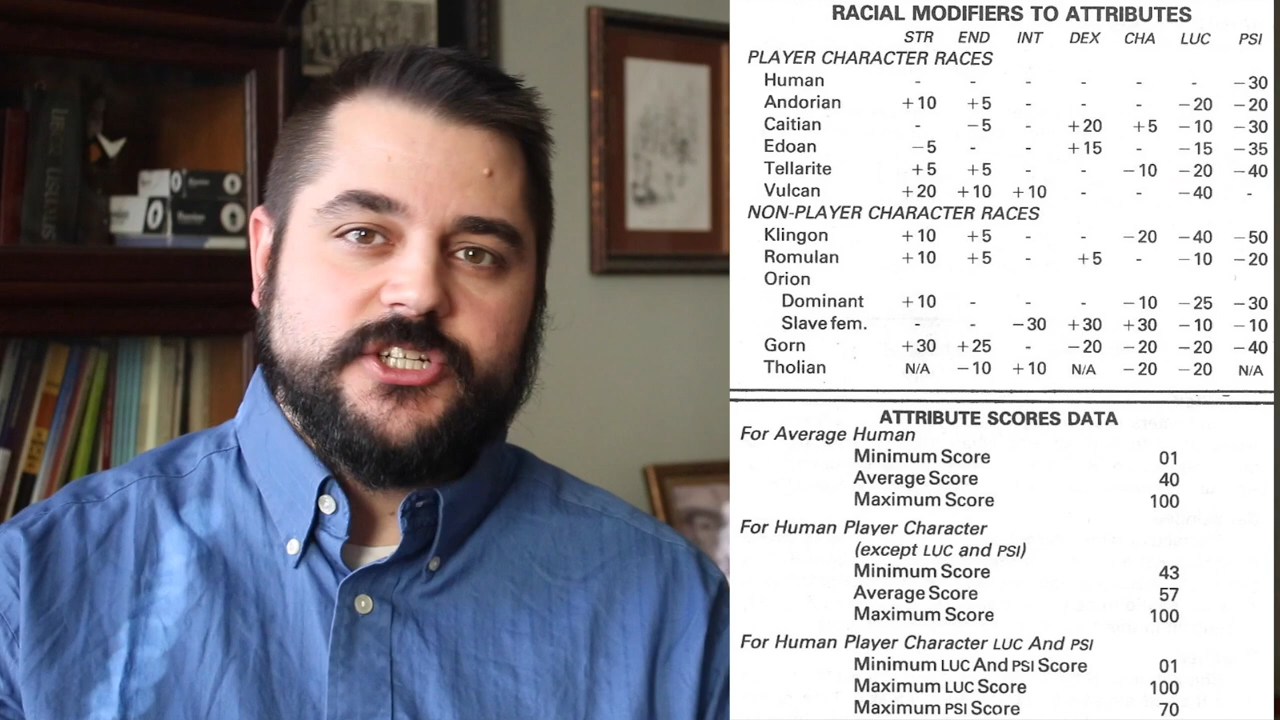 RACIAL MODIFIERS TO ATTRIBUTES
STR END INT DEX CHA LUC PSI
PLAYER CHARACTER RACES
Human - - - - - - −30
Andorian +10 +5 - - - −20 −20
Caitian - −5 - +20 +5 −10 −30
Edoan −5 - - +15 - −15 −35
Tellarite +5 +5 - - −10 −20 −40
Vulcan +20 +10 +10 - - −40 -
NON-PLAYER CHARACTER RACES
Klingon +10 +5 - - −20 −40 −50
Romulan +10 +5 - +5 - −10 −20
Orion
Dominant +10 - - - −10 −25 −30
Slave fem. - - −30 +30 +30 −10 −10
Gorn +30 +25 - −20 −20 −20 −40
Tholian N/A −10 +10 N/A −20 −20 N/A
ATTRIBUTE SCORES DATA
For Average Human
Minimum Score 01
Average Score 40
Maximum Score 100
For Human Player Character
(except LUC and PSI)
Minimum Score 43
Average Score 57
Maximum Score 100
For Human Player Character LUC And PSI
Minimum LUC And PSI Score 01
Maximum LUC Score 100
Maximum PSI Score 70